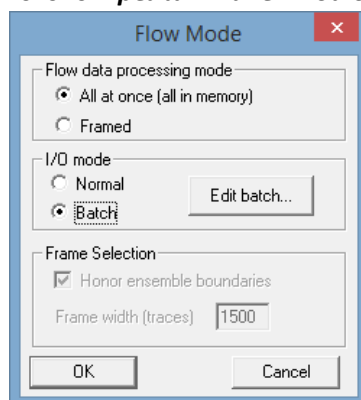 Flow Mode
Flow data processing mode
All at once (all in memory)
Framed
I/O mode
Normal
Batch
Edit batch...
Frame Selection
Honor ensemble boundaries
Frame width (traces) 1500
OK Cancel